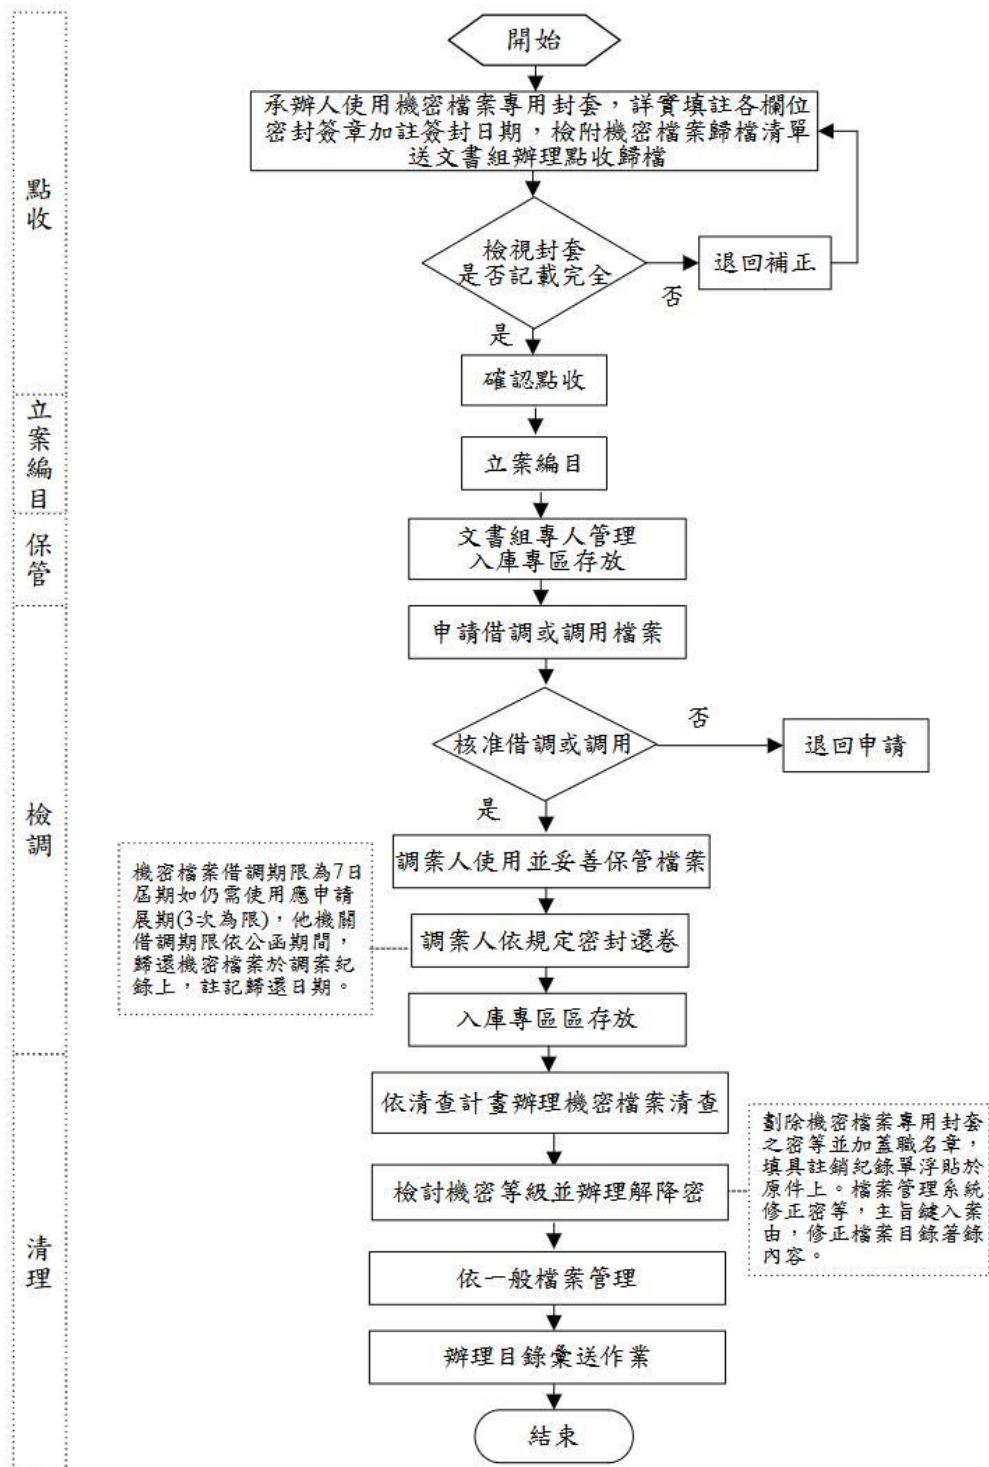 開始
承辦人使用機密檔案專用封套，詳實填註各欄位
密封簽章加註簽封日期，檢附機密檔案歸檔清單
送文書組辦理點收歸檔
點收
檢視封套
是否記載完全
否
退回補正
是
確認點收
立案編目
立案編目
保管
文書組專人管理
入庫專區存放
申請借調或調用檔案
檢調
核准借調或調用
否
退回申請
是
調案人使用並妥善保管檔案
機密檔案借調期限為7日
屆期如仍需使用應申請
展期(3次為限)，他機關
借調期限依公函期間，
歸還機密檔案於調案紀
錄上，註記歸還日期。
調案人依規定密封還卷
入庫專區區存放
清理
依清查計畫辦理機密檔案清查
檢討機密等級並辦理解降密
劃除機密檔案專用封套
之密等並加蓋職名章，
填具註銷紀錄單浮貼於
原件上。檔案管理系統
修正密等，主旨鍵入案
由，修正檔案目錄著錄
內容。
依一般檔案管理
辦理目錄彙送作業
結束